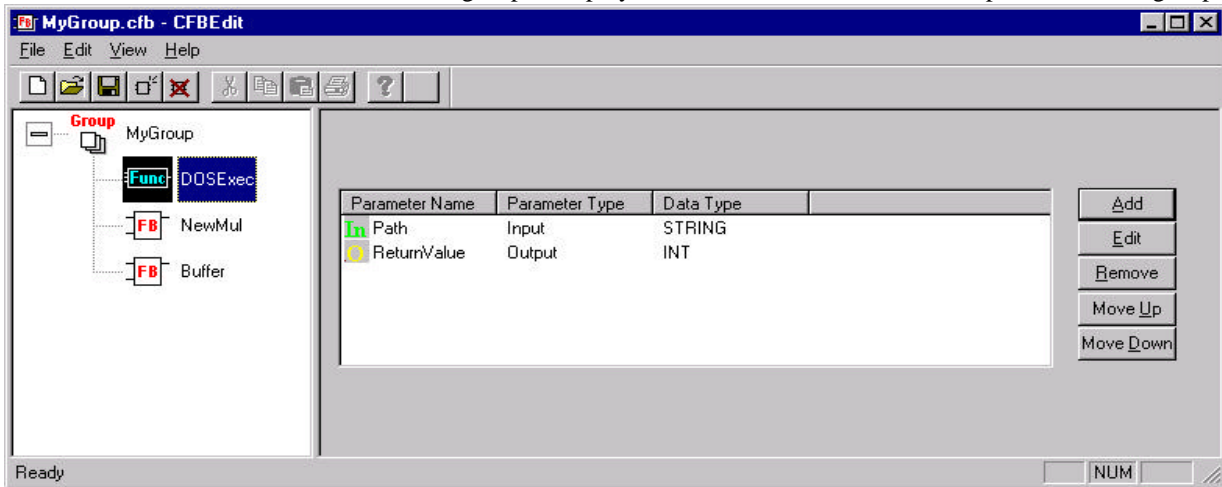 MyGroup.cfb - CFBEdit
File Edit View Help
Group
MyGroup
Func DOSExec
FB NewMul
FB Buffer
Parameter Name Parameter Type Data Type
In Path Input STRING
O ReturnValue Output INT
Add
Edit
Remove
Move Up
Move Down
Ready NUM